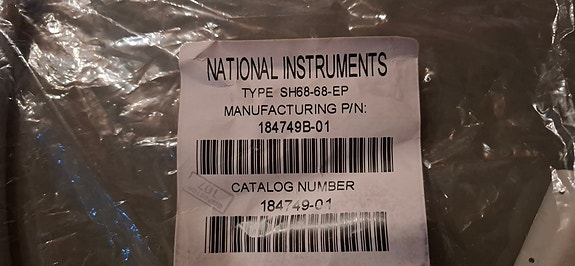 NATIONAL INSTRUMENTS
TYPE SH68-68-EP
MANUFACTURING P/N:
184749B-01
CATALOG NUMBER
184749-01